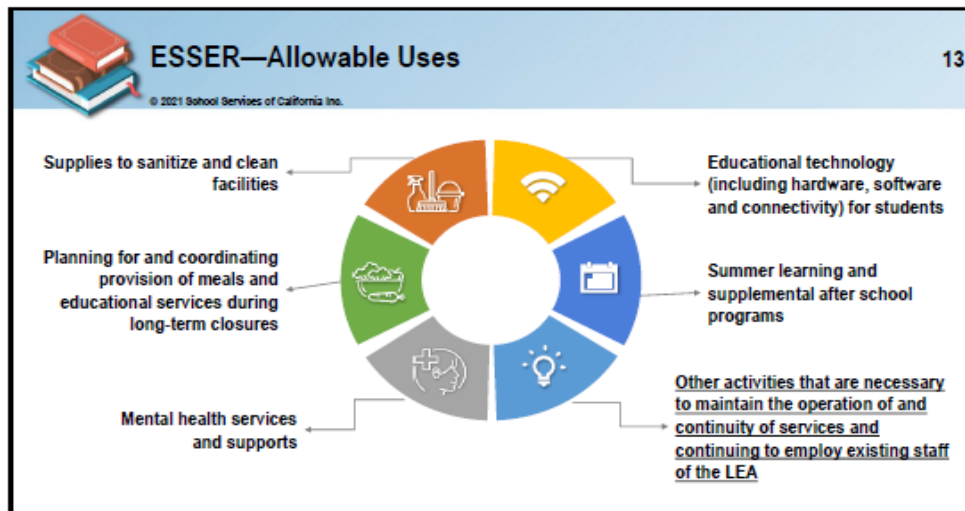 ESSER—Allowable Uses
13
© 2021 School Services of California Inc.
Supplies to sanitize and clean
facilities
Planning for and coordinating
provision of meals and
educational services during
long-term closures
Mental health services
and supports
Educational technology
(including hardware, software
and connectivity) for students
Summer learning and
supplemental after school
programs
Other activities that are necessary
to maintain the operation of and
continuity of services and
continuing to employ existing staff
of the LEA